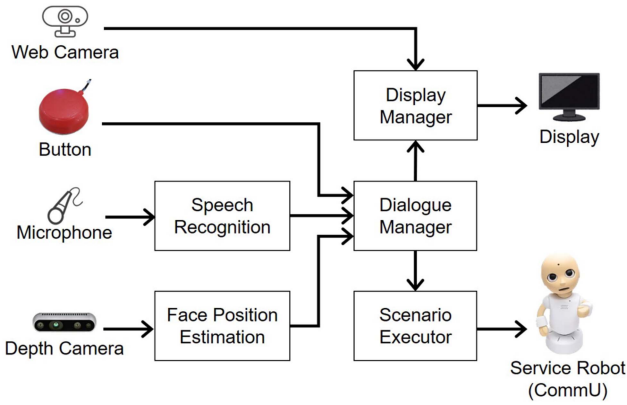 Web Camera
Button
Microphone
Depth Camera
Speech
Recognition
Face Position
Estimation
Display
Manager
Dialogue
Manager
Scenario
Executor
Display
Service Robot
(CommU)